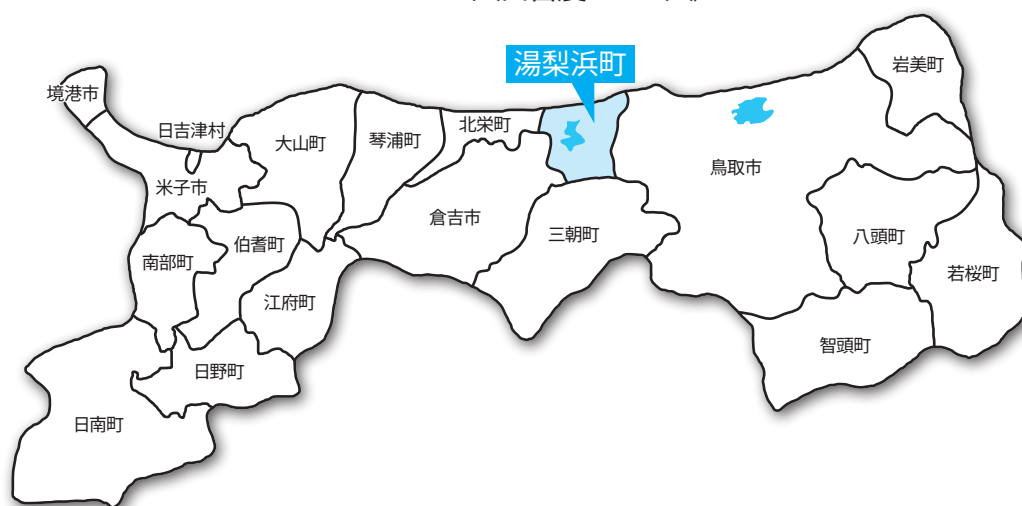 湯梨浜町
岩美町
境港市
日吉津村
大山町
琴浦町
北栄町
鳥取市
米子市
倉吉市
三朝町
八頭町
伯耆町
南部町
若桜町
江府町
智頭町
日野町
日南町